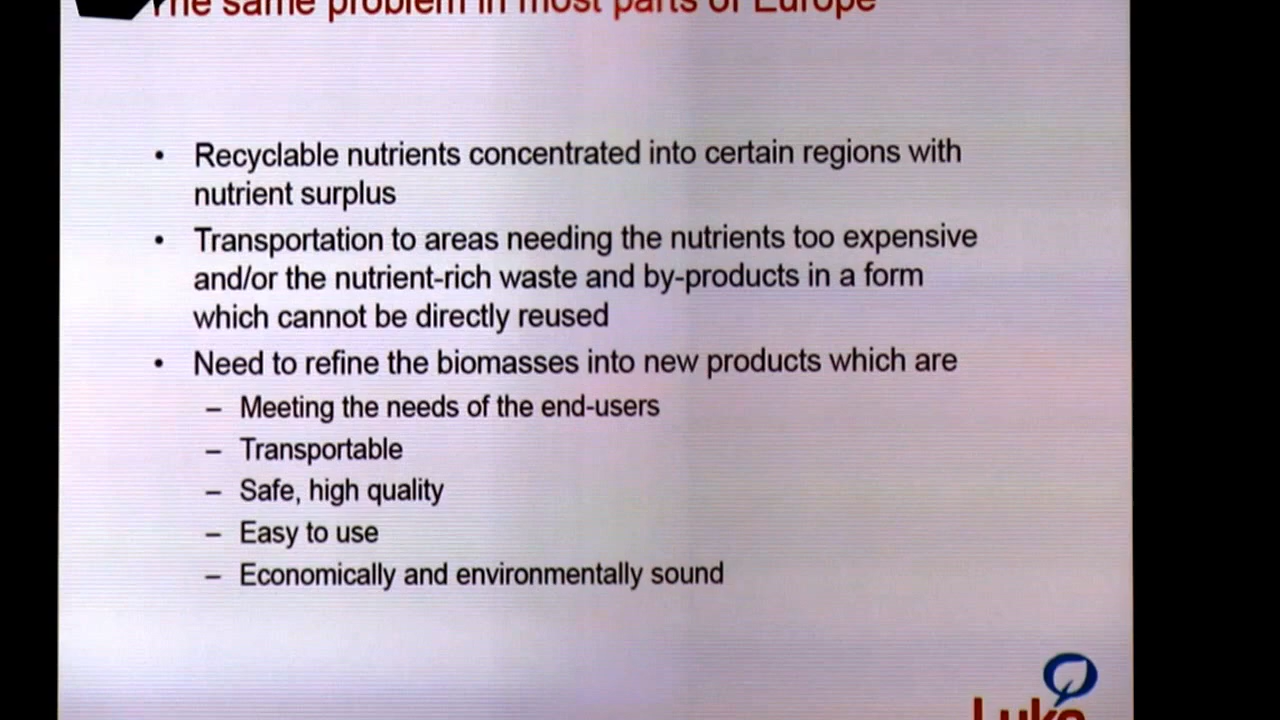 The same problem in most parts of Europe
• Recyclable nutrients concentrated into certain regions with
nutrient surplus
• Transportation to areas needing the nutrients too expensive
and/or the nutrient-rich waste and by-products in a form
which cannot be directly reused
• Need to refine the biomasses into new products which are
– Meeting the needs of the end-users
– Transportable
– Safe, high quality
– Easy to use
– Economically and environmentally sound
Luke